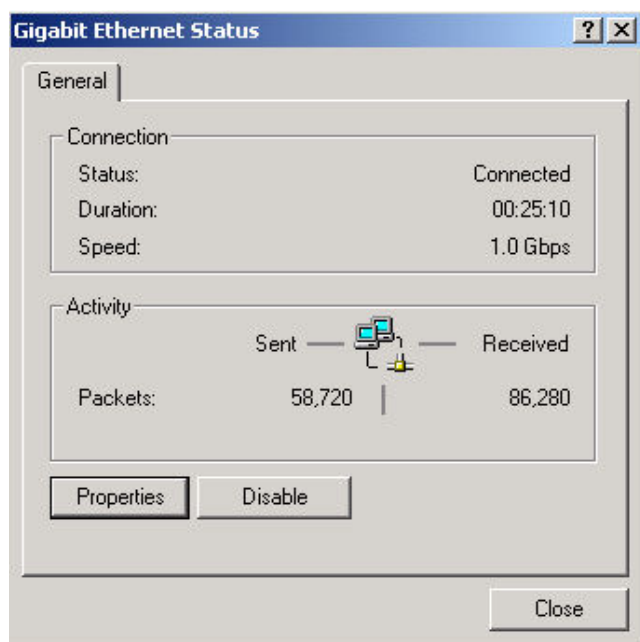 Gigabit Ethernet Status
General
Connection
Status: Connected
Duration: 00:25:10
Speed: 1.0 Gbps
Activity
Sent Received
Packets: 58,720 86,280
Properties Disable
Close